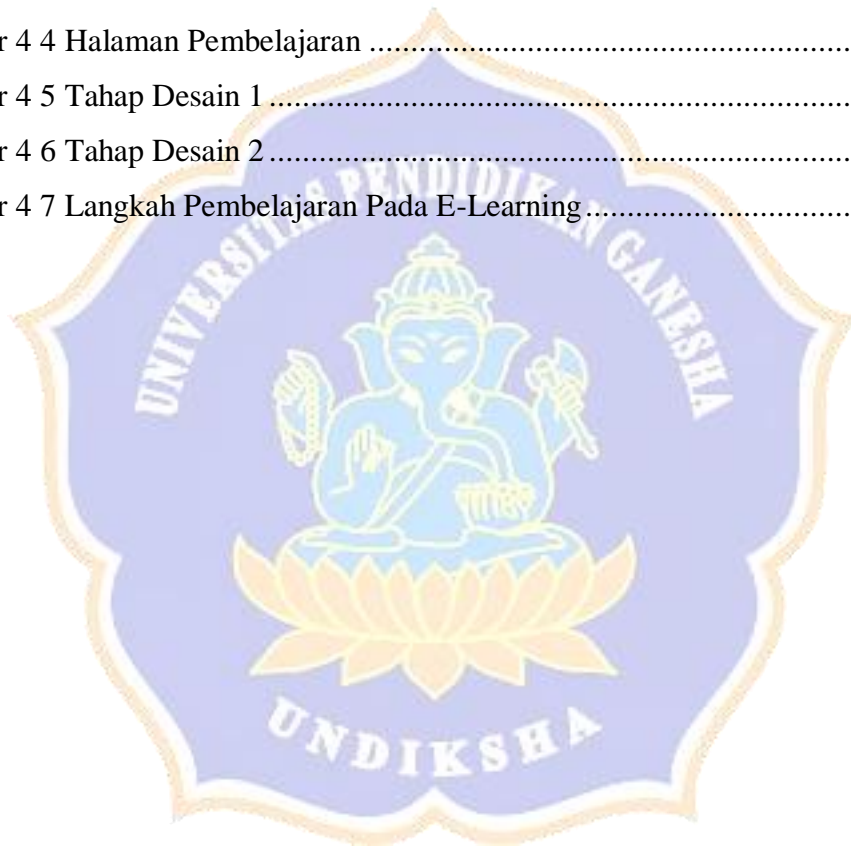 r 4 4 Halaman Pembelajaran ..........................................................................
r 4 5 Tahap Desain 1 ........................................................................................
r 4 6 Tahap Desain 2 ........................................................................................
r 4 7 Langkah Pembelajaran Pada E-Learning ..................................
UNIVERSITAS PENDIDIKAN GANESHA
UNDIKSHA